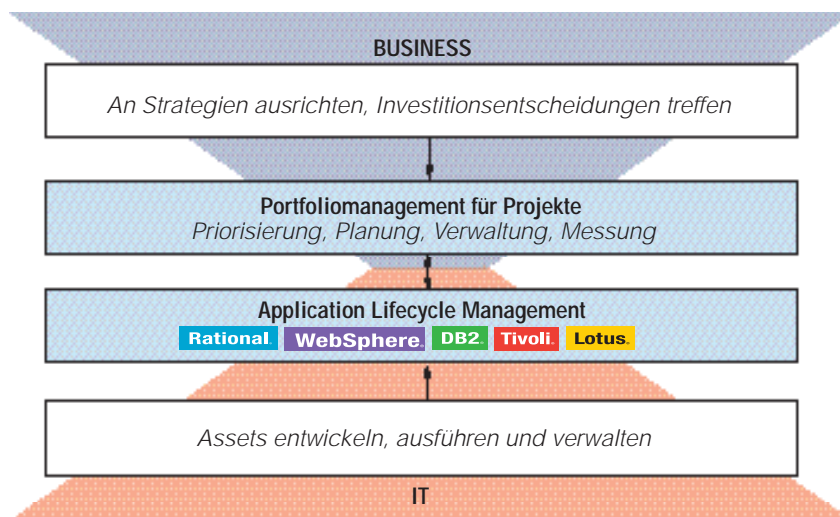 BUSINESS
An Strategien ausrichten, Investitionsentscheidungen treffen
Portfoliomanagement für Projekte
Priorisierung, Planung, Verwaltung, Messung
Application Lifecycle Management
Rational. WebSphere. DB2. Tivoli. Lotus.
Assets entwickeln, ausführen und verwalten
IT